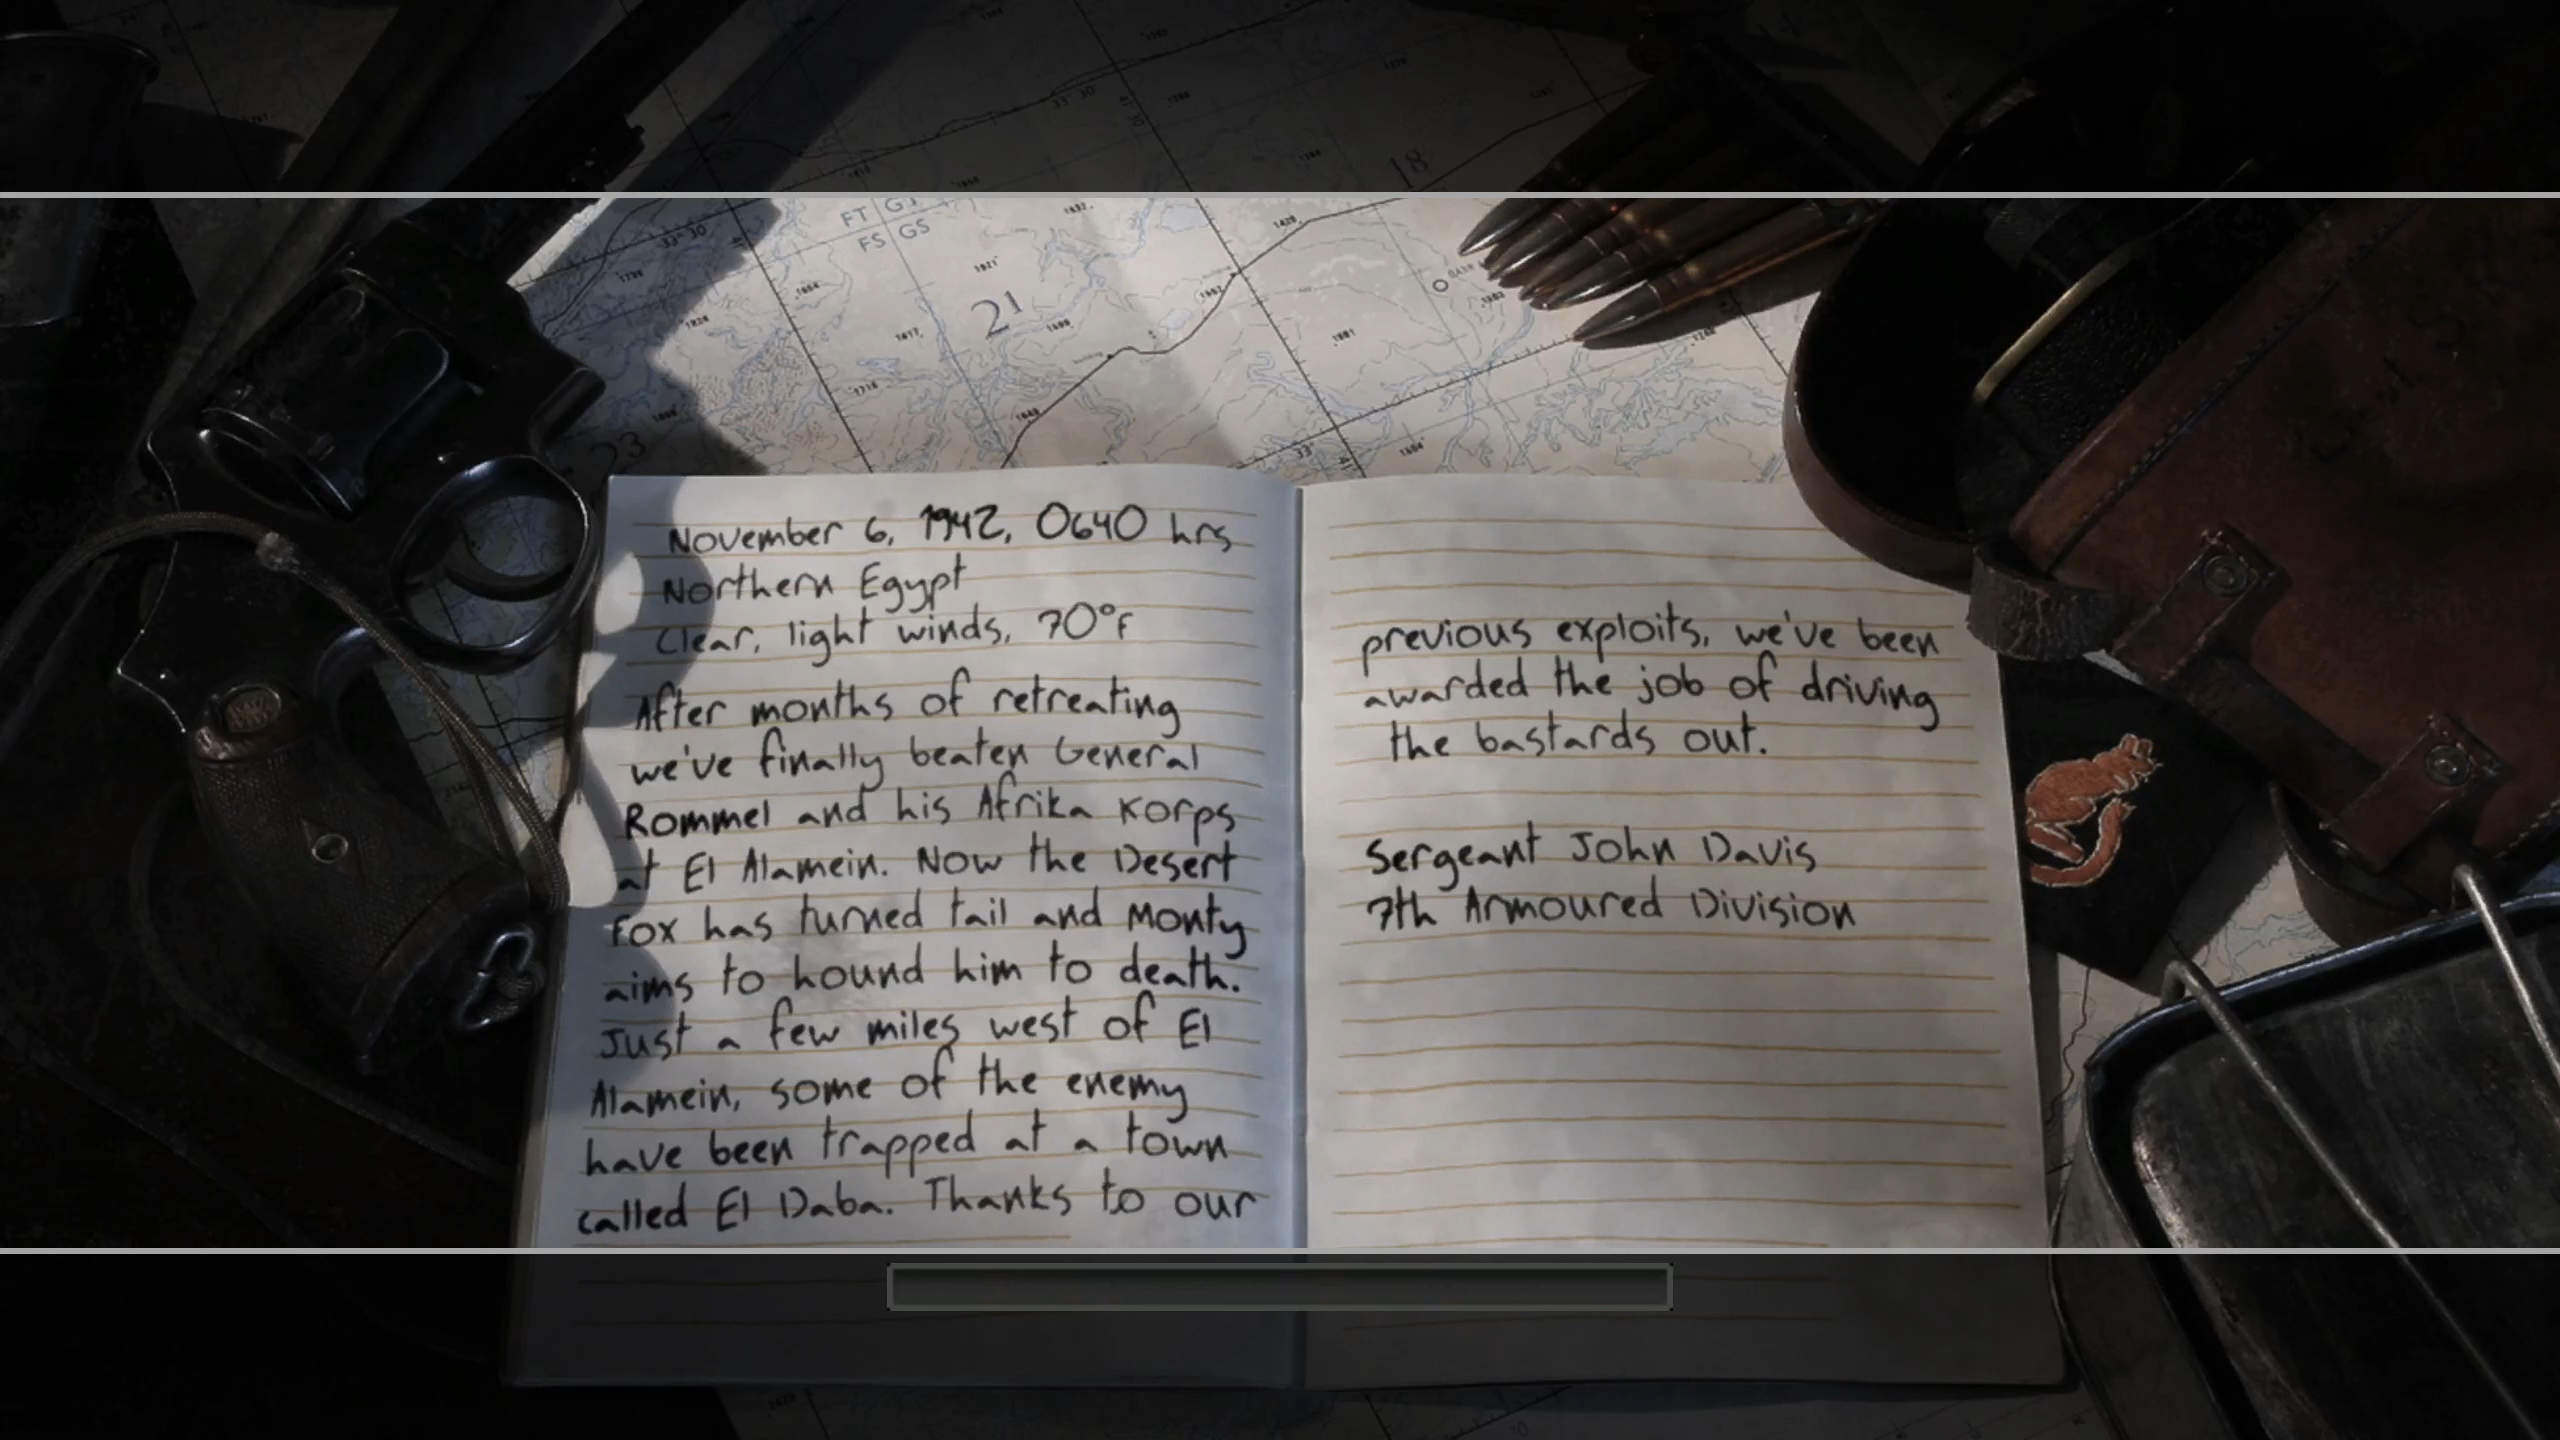 FT GT
FS GS
33° 30'
18
21
23
November 6, 1942, 0640 hrs
Northern Egypt
Clear, light winds, 70°F
After months of retreating
we've finally beaten General
Rommel and his Afrika Korps
at El Alamein. Now the Desert
Fox has turned tail and Monty
aims to hound him to death.
Just a few miles west of El
Alamein, some of the enemy
have been trapped at a town
called El Daba. Thanks to our
previous exploits, we've been
awarded the job of driving
the bastards out.
Sergeant John Davis
7th Armoured Division